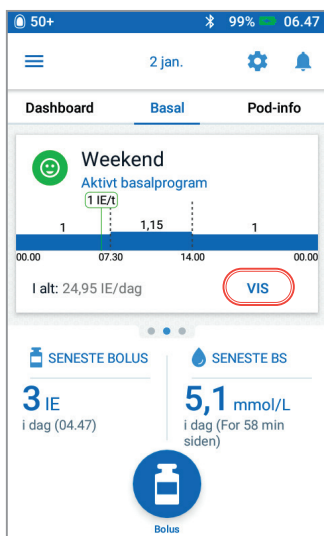 50+ 99% 06.47
2 jan.
Dashboard Basal Pod-info
Weekend
Aktivt basalprogram
1 IE/t
1 1,15 1
00.00 07.30 14.00 00.00
I alt: 24,95 IE/dag VIS
SENESTE BOLUS
3 IE
i dag (04.47)
SENESTE BS
5,1 mmol/L
i dag (For 58 min
siden)
Bolus